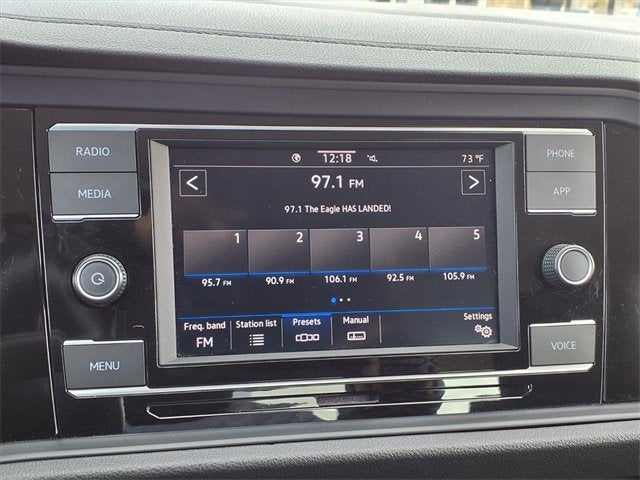 RADIO
MEDIA
MENU
12:18
73 °F
97.1 FM
97.1 The Eagle HAS LANDED!
1 2 3 4 5
95.7 FM 90.9 FM 106.1 FM 92.5 FM 105.9 FM
Freq. band Station list Presets Manual Settings
FM
PHONE
APP
VOICE